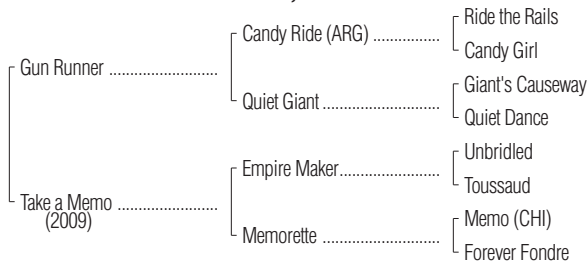 Ride the Rails
Candy Ride (ARG) ................
Candy Girl
Gun Runner ..........................
Giant's Causeway
Quiet Giant ............................
Quiet Dance
Unbridled
Empire Maker........................
Toussaud
Take a Memo ........................
(2009)
Memo (CHI)
Memorette ............................
Forever Fondre